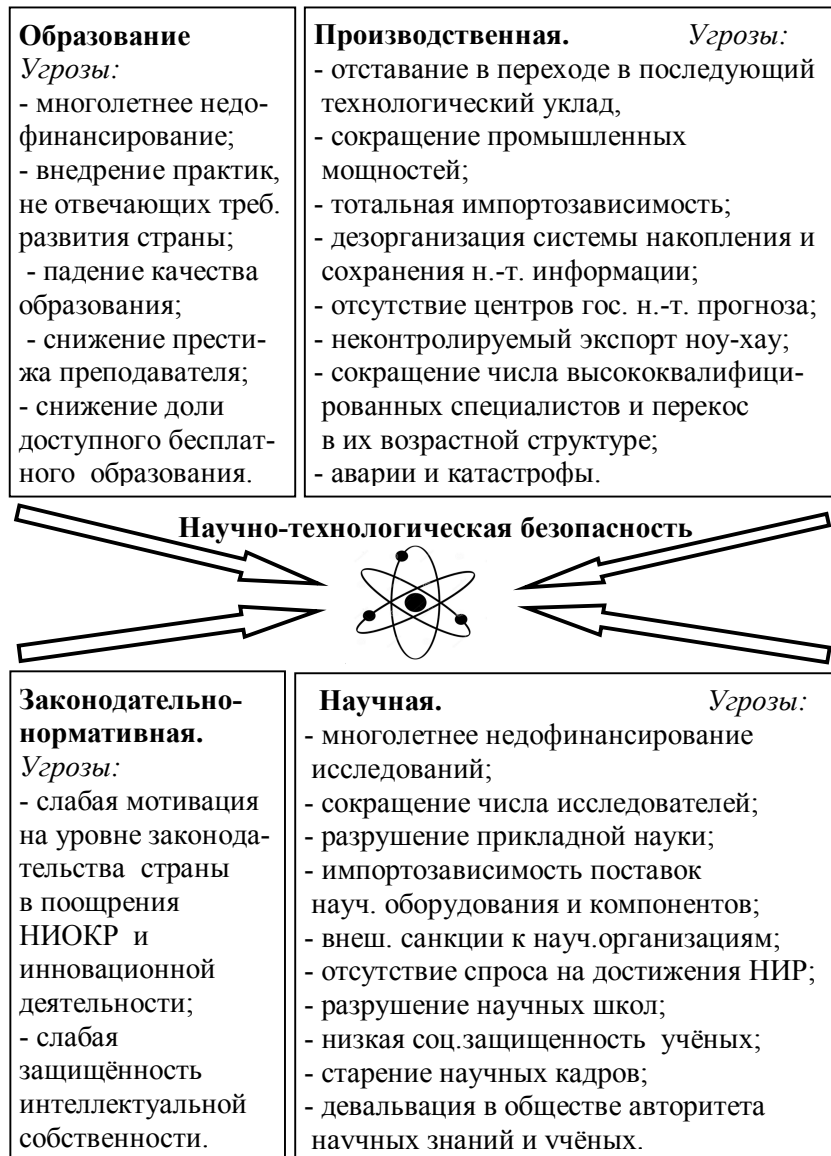 Образование
Угрозы:
- многолетнее недо-
финансирование;
- внедрение практик,
не отвечающих треб.
развития страны;
- падение качества
образования;
- снижение прести-
жа преподавателя;
- снижение доли
доступного бесплат-
ного образования.
Производственная. Угрозы:
- отставание в переходе в последующий
технологический уклад,
- сокращение промышленных
мощностей;
- тотальная импортозависимость;
- дезорганизация системы накопления и
сохранения н.-т. информации;
- отсутствие центров гос. н.-т. прогноза;
- неконтролируемый экспорт ноу-хау;
- сокращение числа высококвалифици-
рованных специалистов и перекос
в их возрастной структуре;
- аварии и катастрофы.
Научно-технологическая безопасность
Законодательно-
нормативная.
Угрозы:
- слабая мотивация
на уровне законода-
тельства страны
в поощрения
НИОКР и
инновационной
деятельности;
- слабая
защищённость
интеллектуальной
собственности.
Научная. Угрозы:
- многолетнее недофинансирование
исследований;
- сокращение числа исследователей;
- разрушение прикладной науки;
- импортозависимость поставок
науч. оборудования и компонентов;
- внеш. санкции к науч.организациям;
- отсутствие спроса на достижения НИР;
- разрушение научных школ;
- низкая соц.защищенность учёных;
- старение научных кадров;
- девальвация в обществе авторитета
научных знаний и учёных.